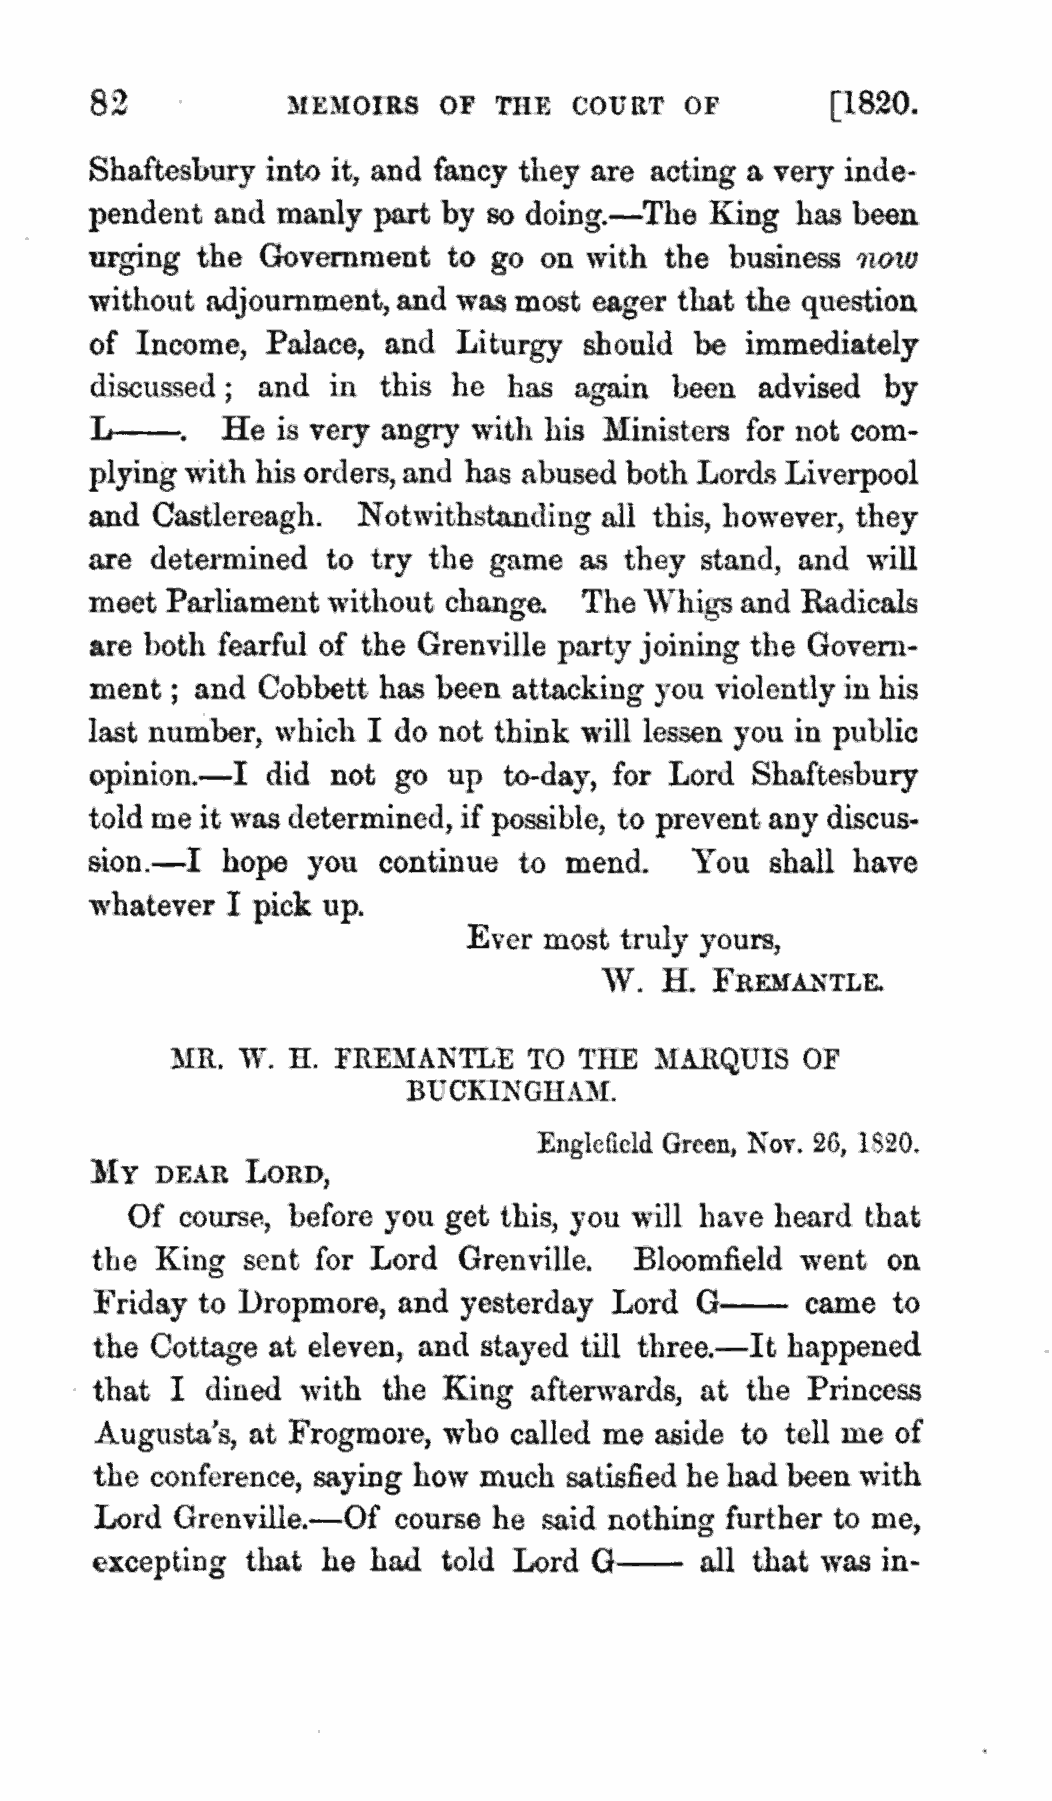 82 MEMOIRS OF THE COURT OF [1820.
Shaftesbury into it, and fancy they are acting a very inde-
pendent and manly part by so doing.—The King has been
urging the Government to go on with the business now
without adjournment, and was most eager that the question
of Income, Palace, and Liturgy should be immediately
discussed ; and in this he has again been advised by
L——. He is very angry with his Ministers for not com-
plying with his orders, and has abused both Lords Liverpool
and Castlereagh. Notwithstanding all this, however, they
are determined to try the game as they stand, and will
meet Parliament without change. The Whigs and Radicals
are both fearful of the Grenville party joining the Govern-
ment ; and Cobbett has been attacking you violently in his
last number, which I do not think will lessen you in public
opinion.—I did not go up to-day, for Lord Shaftesbury
told me it was determined, if possible, to prevent any discus-
sion.—I hope you continue to mend. You shall have
whatever I pick up.
Ever most truly yours,
W. H. FREMANTLE.
MR. W. H. FREMANTLE TO THE MARQUIS OF
BUCKINGHAM.
Englefield Green, Nov. 26, 1820.
MY DEAR LORD,
Of course, before you get this, you will have heard that
the King sent for Lord Grenville. Bloomfield went on
Friday to Dropmore, and yesterday Lord G—— came to
the Cottage at eleven, and stayed till three.—It happened
that I dined with the King afterwards, at the Princess
Augusta's, at Frogmore, who called me aside to tell me of
the conference, saying how much satisfied he had been with
Lord Grenville.—Of course he said nothing further to me,
excepting that he had told Lord G—— all that was in-